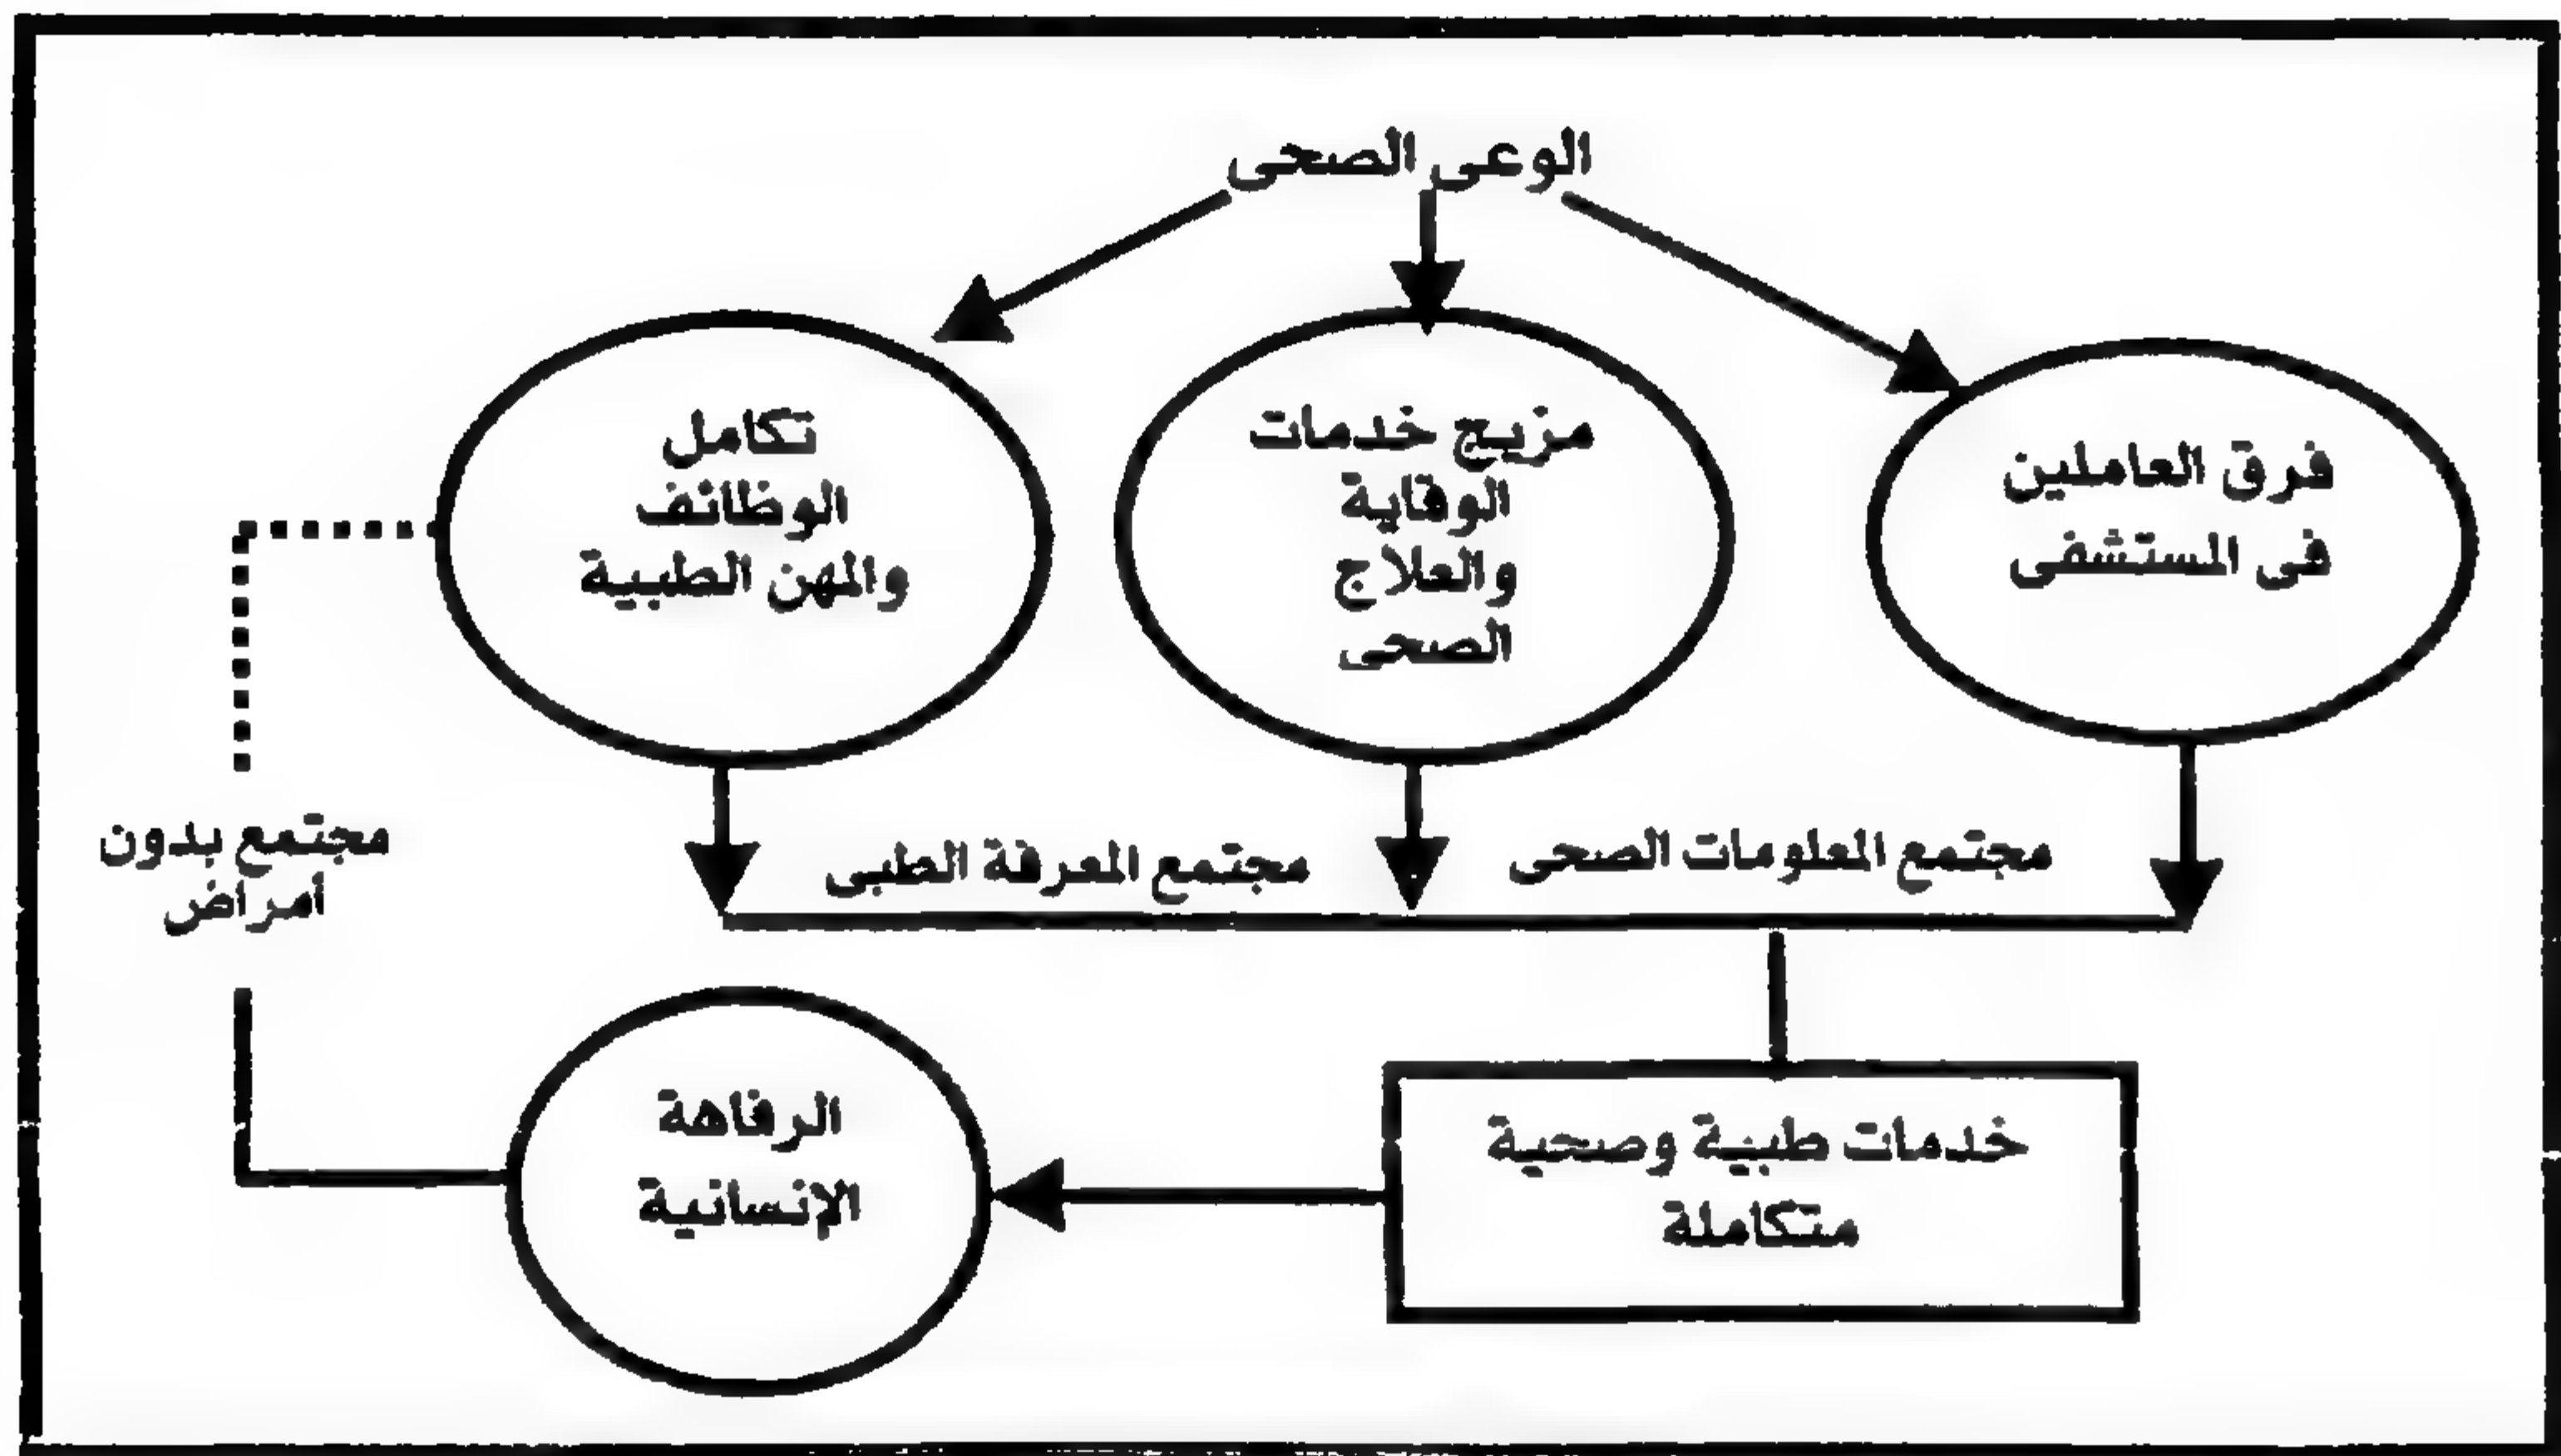 الوعى الصحى
فرق العاملين
فى المستشفى
مزيج خدمات
الوقاية
والعلاج
الصحى
تكامل
الوظائف
والمهن الطبية
مجتمع المعلومات الصحى
مجتمع المعرفة الطبى
مجتمع بدون
أمراض
خدمات طبية وصحية
متكاملة
الرفاهة
الإنسانية